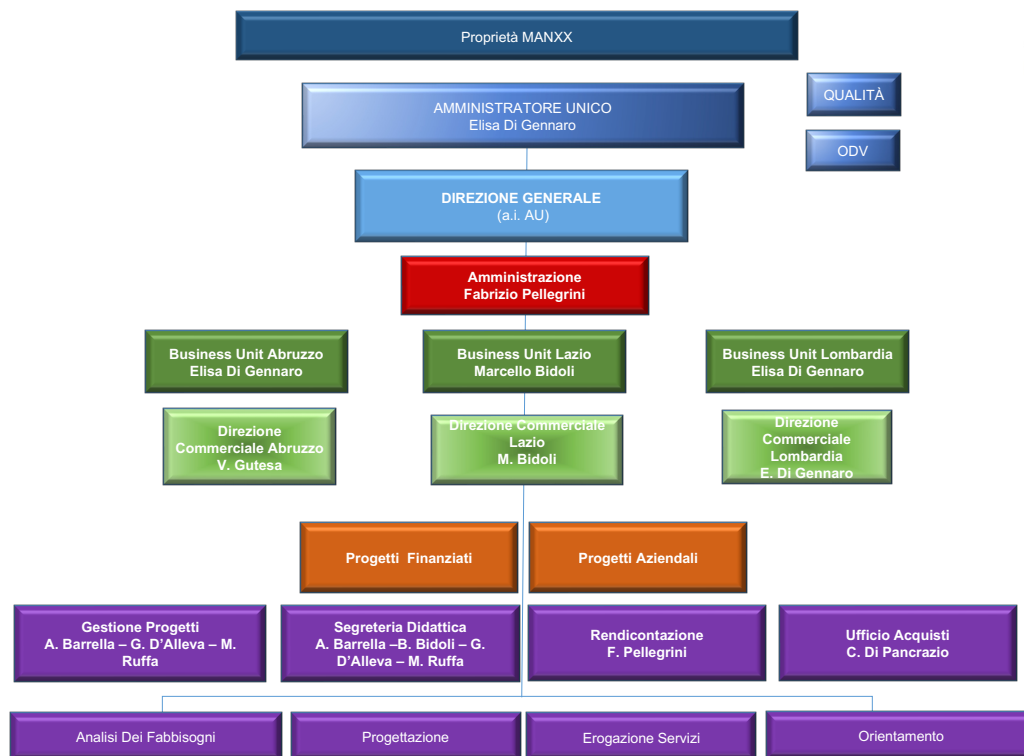 Proprietà MANXX
QUALITÀ
AMMINISTRATORE UNICO
Elisa Di Gennaro
ODV
DIREZIONE GENERALE
(a.i. AU)
Amministrazione
Fabrizio Pellegrini
Business Unit Abruzzo
Elisa Di Gennaro
Business Unit Lazio
Marcello Bidoli
Business Unit Lombardia
Elisa Di Gennaro
Direzione
Commerciale Abruzzo
V. Gutesa
Direzione Commerciale
Lazio
M. Bidoli
Direzione
Commerciale
Lombardia
E. Di Gennaro
Progetti  Finanziati
Progetti Aziendali
Gestione Progetti
A. Barrella – G. D’Alleva – M.
Ruffa
Segreteria Didattica
A. Barrella –B. Bidoli – G.
D’Alleva – M. Ruffa
Rendicontazione
F. Pellegrini
Ufficio Acquisti
C. Di Pancrazio
Analisi Dei Fabbisogni
Progettazione
Erogazione Servizi
Orientamento